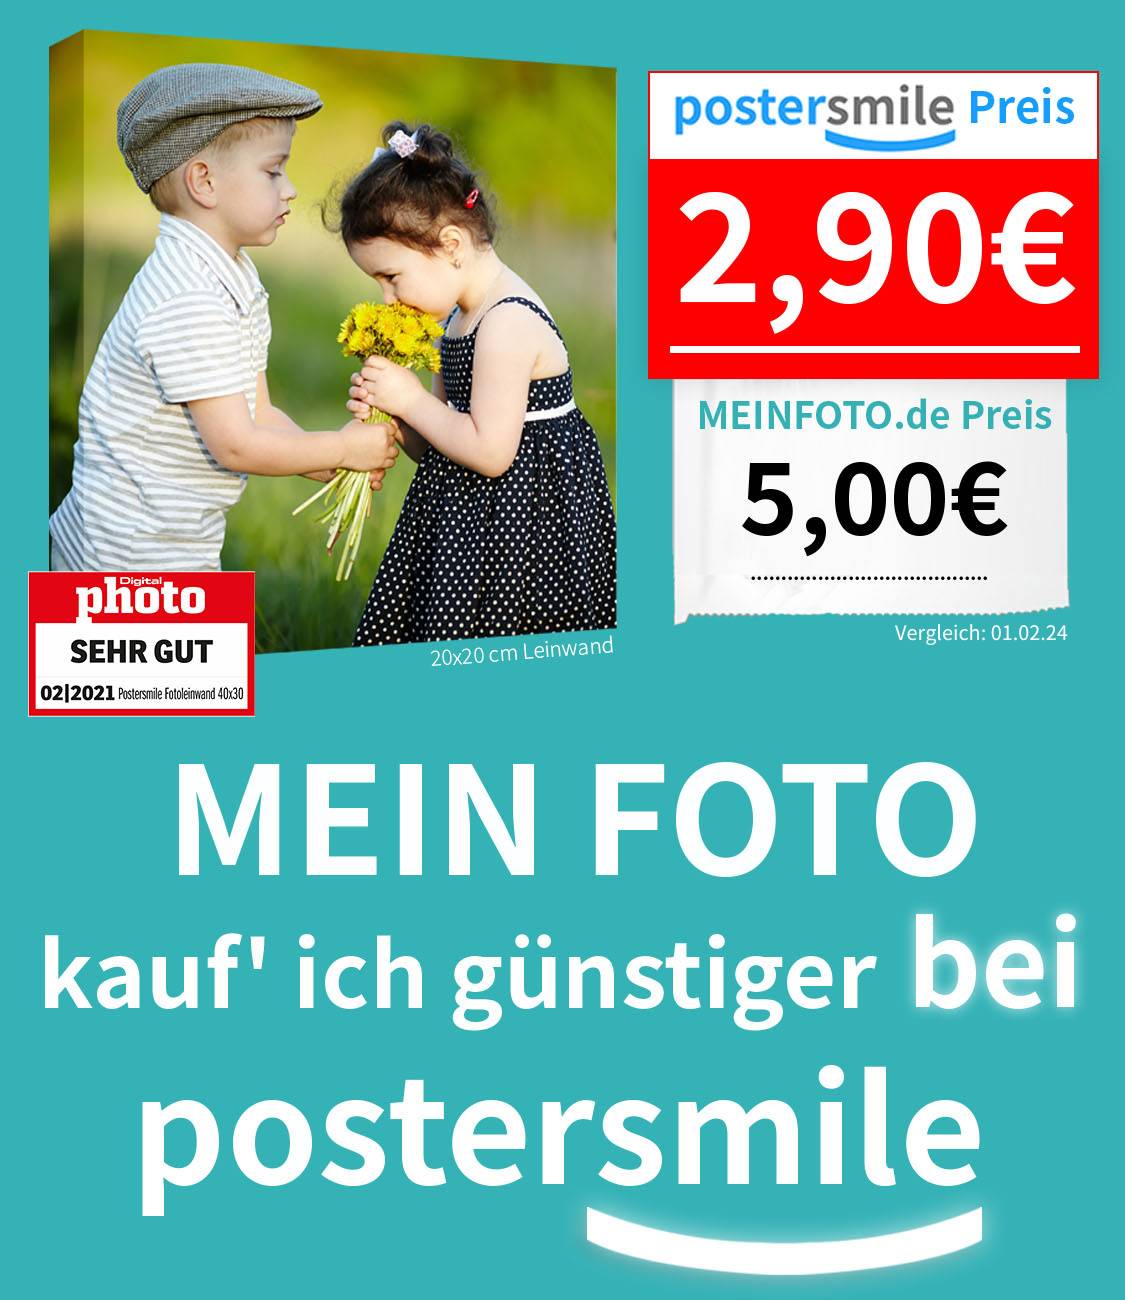 postersmile Preis
2,90€
MEINFOTO.de Preis
5,00€
Vergleich: 01.02.24
20x20 cm Leinwand
Digital
photo
SEHR GUT
02|2021 Postersmile Fotoleinwand 40x30
MEIN FOTO
kauf' ich günstiger bei
postersmile